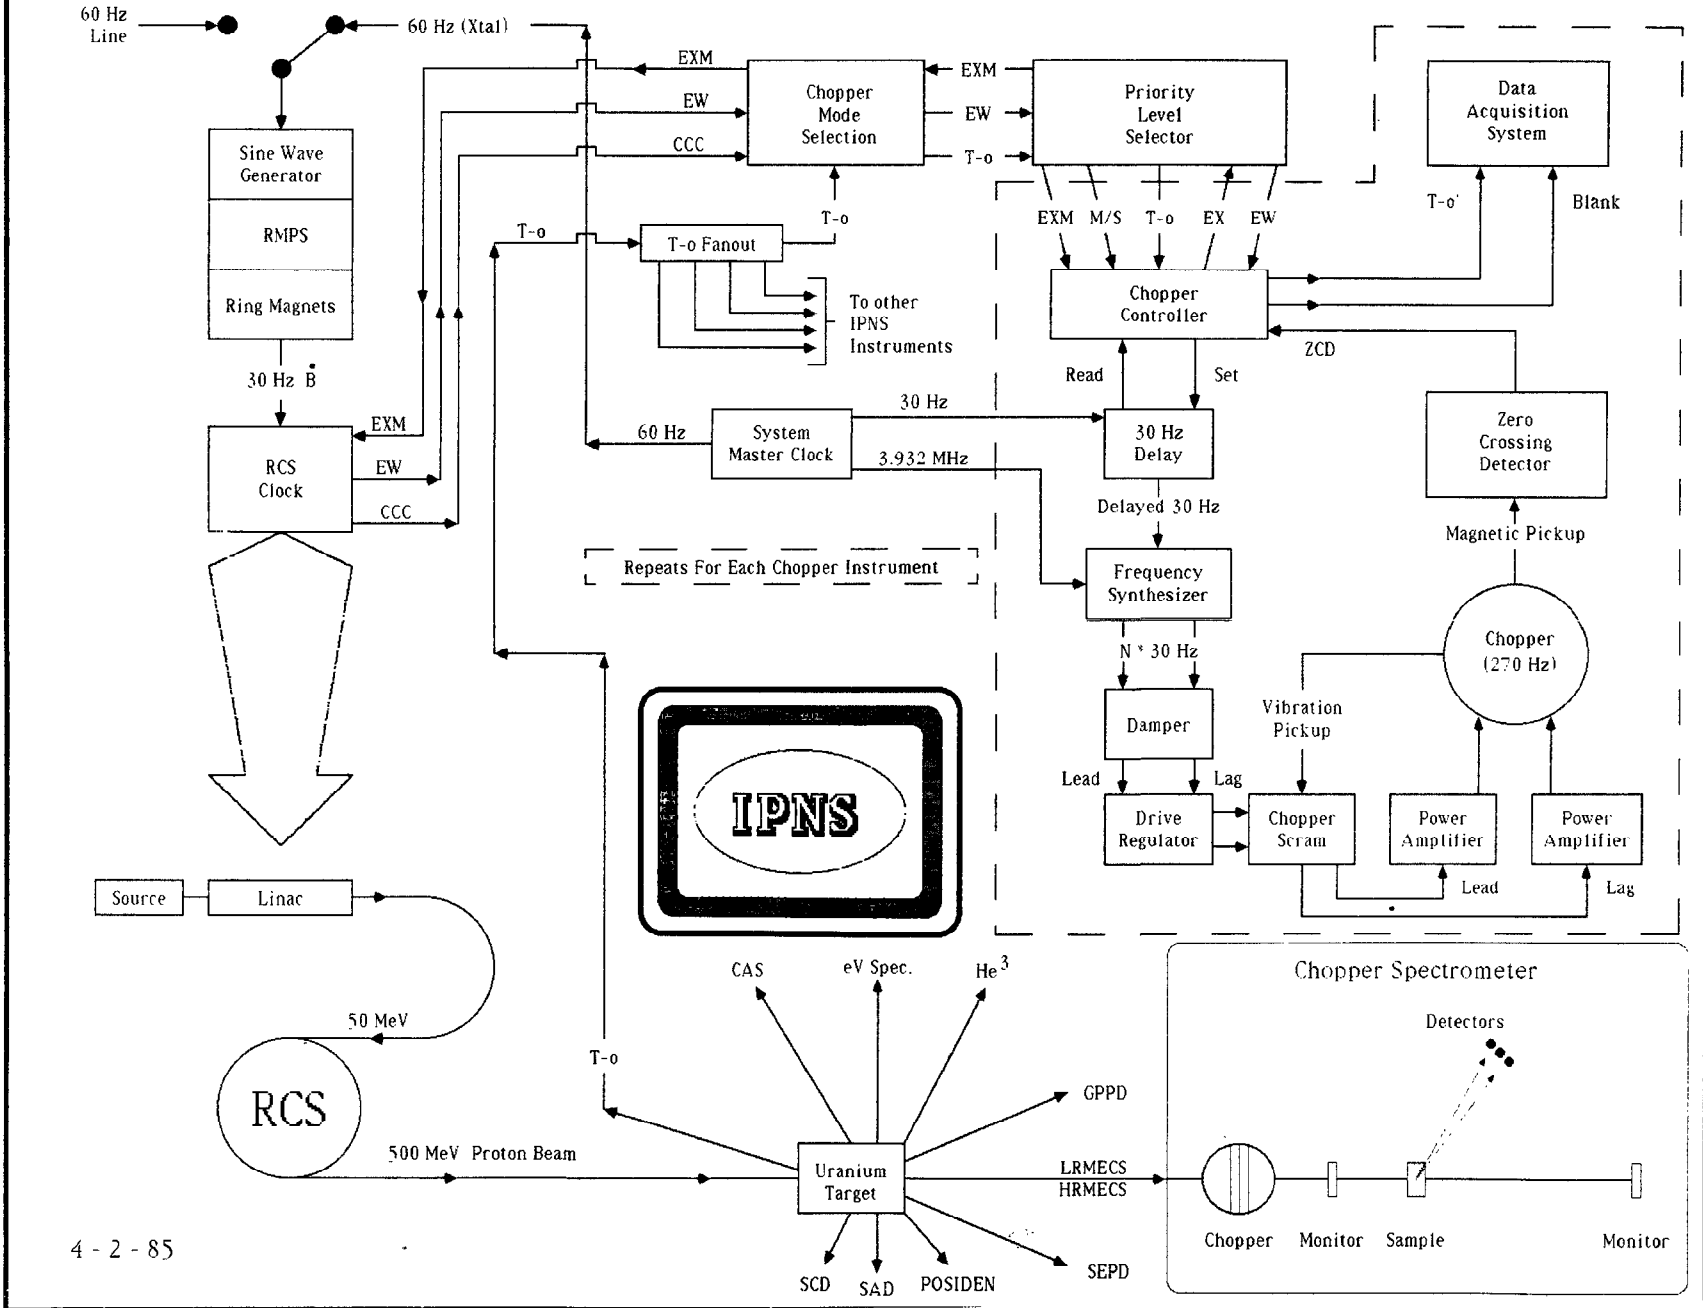 60 Hz
Line
60 Hz (Xtal)
EXM
EW
CCC
Chopper
Mode
Selection
EXM
EW
T-o
Priority
Level
Selector
Data
Acquisition
System
Sine Wave
Generator
RMPS
Ring Magnets
T-o
T-o Fanout
T-o
To other
IPNS
Instruments
EXM
M/S
T-o
EX
EW
T-o'
Blank
Chopper
Controller
ZCD
Read
Set
30 Hz Ḃ
RCS
Clock
EXM
EW
CCC
60 Hz
System
Master Clock
30 Hz
3.932 MHz
30 Hz
Delay
Zero
Crossing
Detector
Delayed 30 Hz
Magnetic Pickup
Repeats For Each Chopper Instrument
Frequency
Synthesizer
N * 30 Hz
Chopper
(270 Hz)
Damper
Vibration
Pickup
Lead
Lag
Drive
Regulator
Chopper
Scram
Power
Amplifier
Power
Amplifier
Lead
Lag
IPNS
Source
Linac
50 MeV
RCS
500 MeV Proton Beam
T-o
CAS
eV Spec.
He³
GPPD
Uranium
Target
LRMECS
HRMECS
SEPD
SCD
SAD
POSIDEN
Chopper Spectrometer
Detectors
Chopper
Monitor
Sample
Monitor
4 - 2 - 85